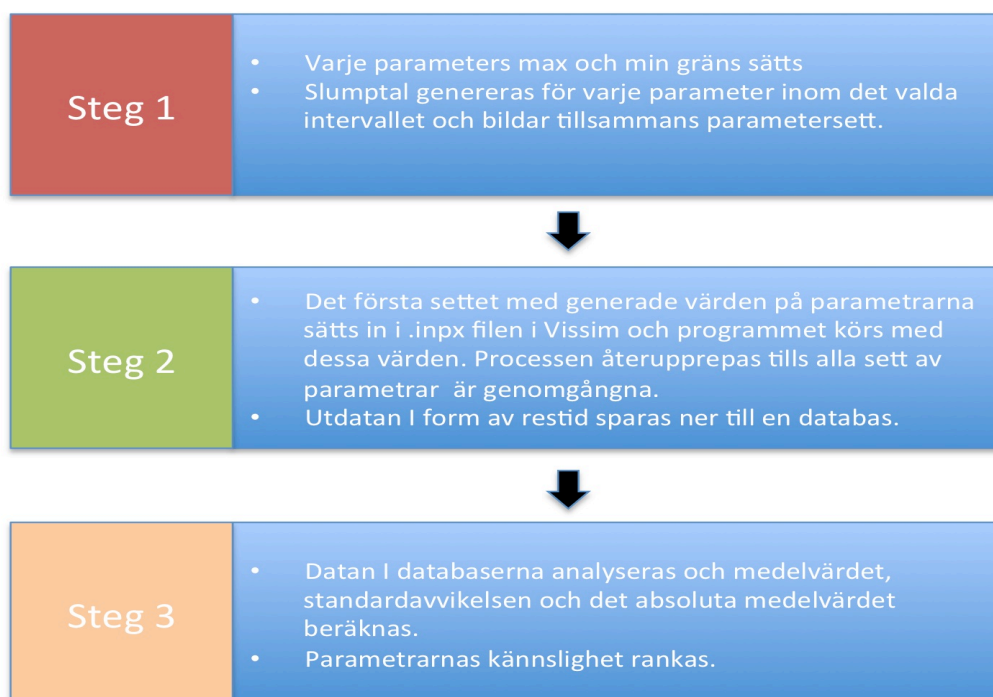 Steg 1
• Varje parameters max och min gräns sätts
• Slumptal genereras för varje parameter inom det valda
intervallet och bildar tillsammans parametersett.
Steg 2
• Det första settet med generade värden på parametrarna
sätts in i .inpx filen i Vissim och programmet körs med
dessa värden. Processen återupprepas tills alla sett av
parametrar är genomgångna.
• Utdatan I form av restid sparas ner till en databas.
Steg 3
• Datan I databaserna analyseras och medelvärdet,
standardavvikelsen och det absoluta medelvärdet
beräknas.
• Parametrarnas kännslighet rankas.